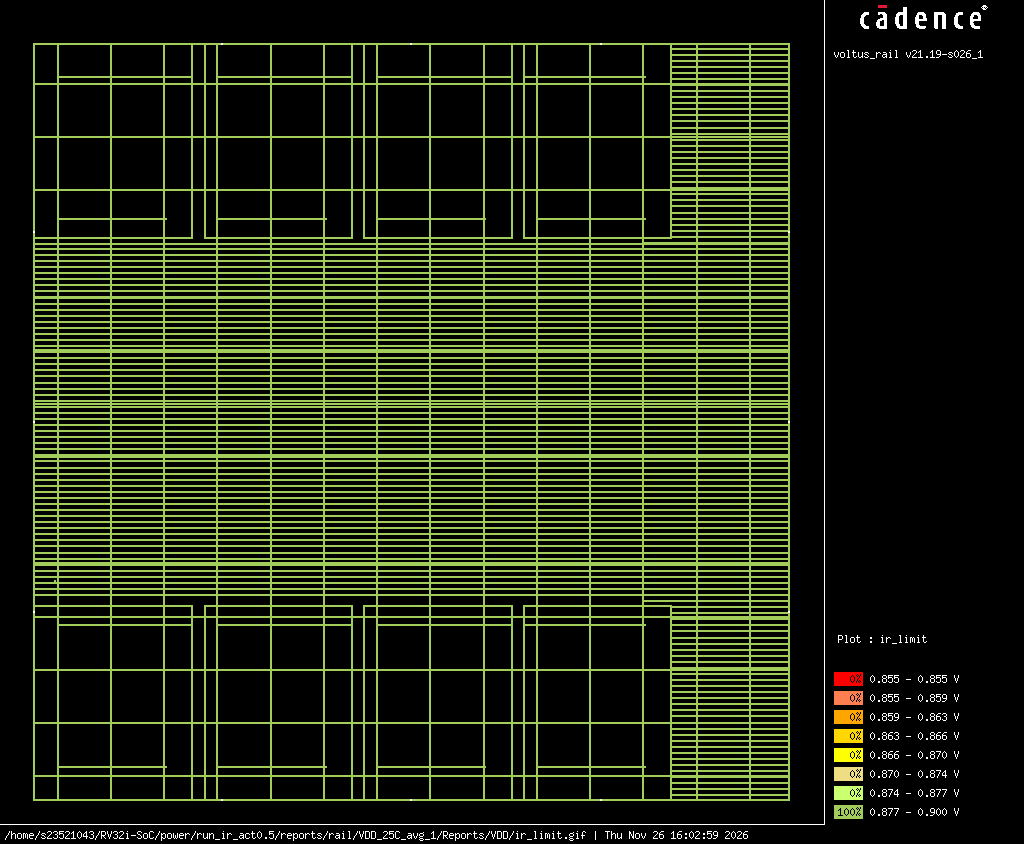 cādence®
voltus_rail v21.19-s026_1
Plot : ir_limit
0% 0.855 - 0.855 V
0% 0.855 - 0.859 V
0% 0.859 - 0.863 V
0% 0.863 - 0.866 V
0% 0.866 - 0.870 V
0% 0.870 - 0.874 V
0% 0.874 - 0.877 V
100% 0.877 - 0.900 V
/home/s23521043/RV32i-SoC/power/run_ir_act0.5/reports/rail/VDD_25C_avg_1/Reports/VDD/ir_limit.gif | Thu Nov 26 16:02:59 2026